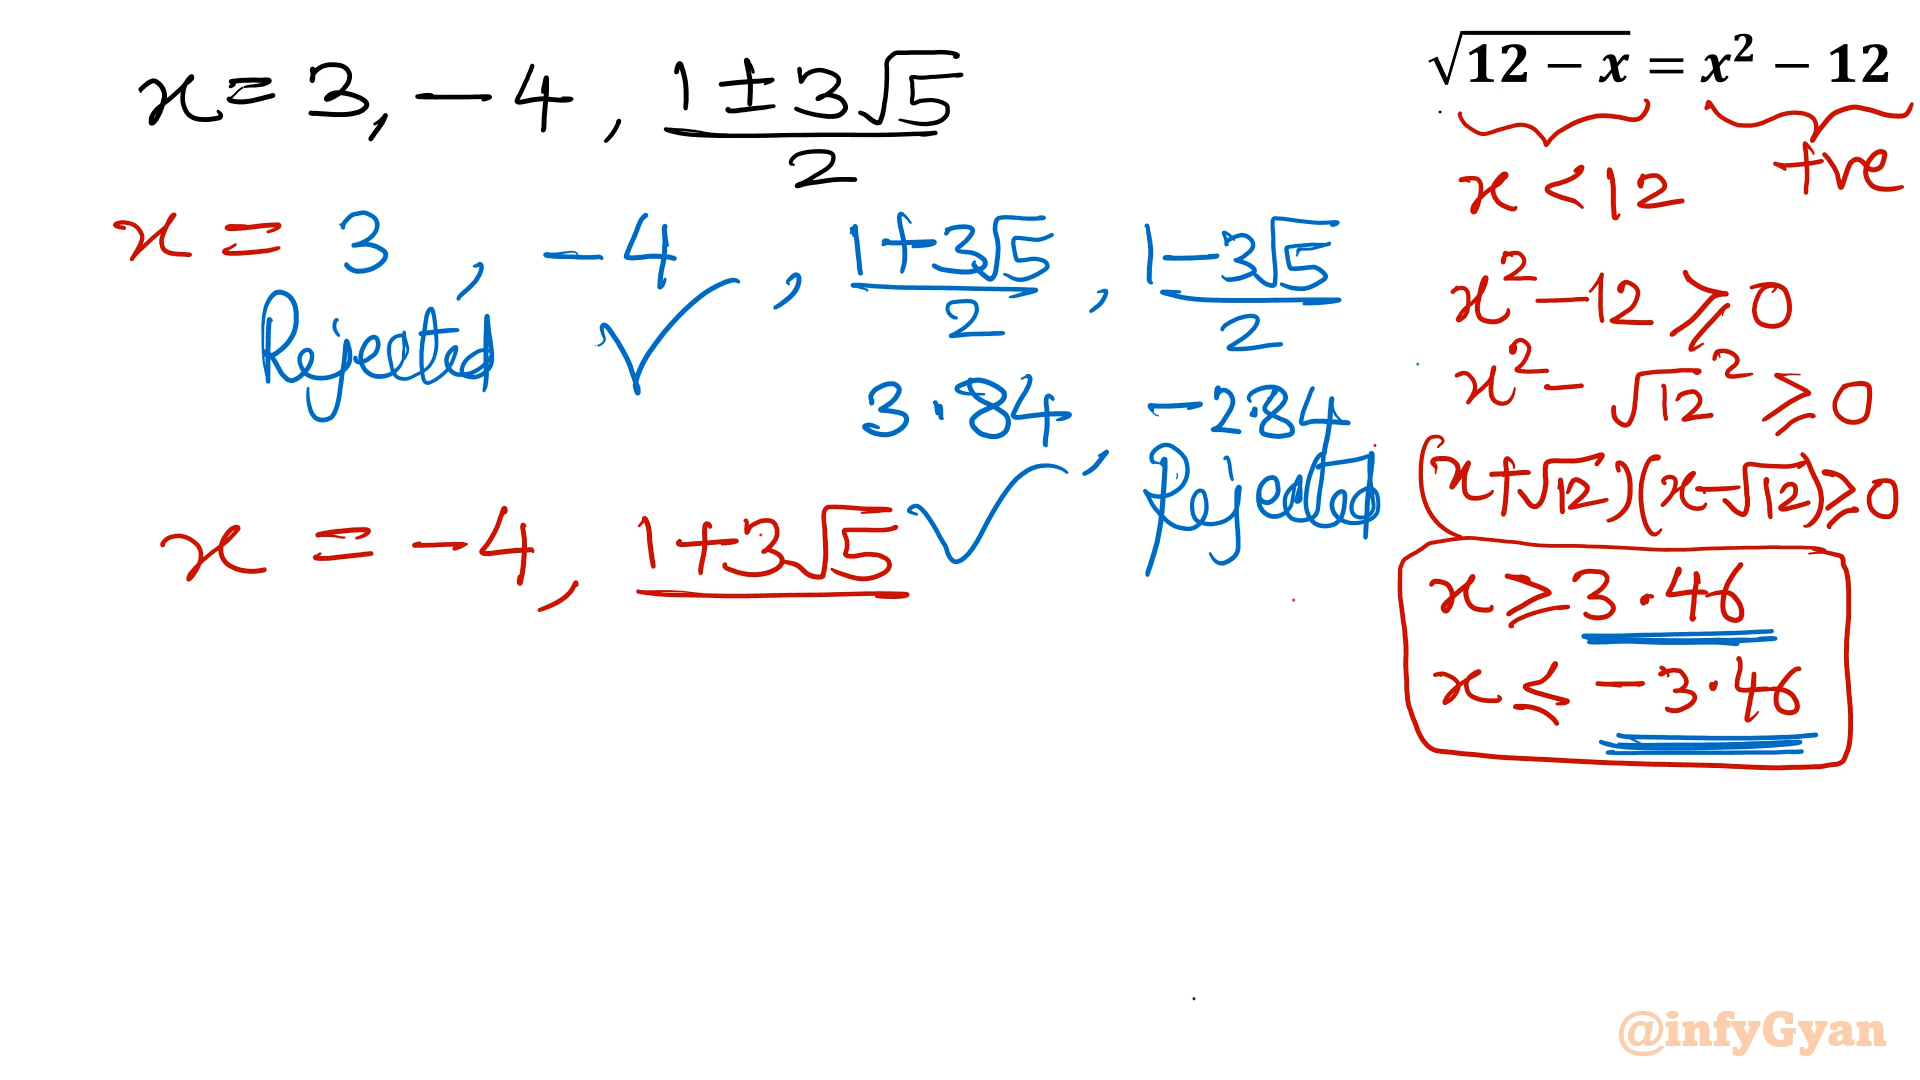 x = 3, -4, (1 ± 3√5)/2
x = 3, -4, (1+3√5)/2, (1-3√5)/2
Rejected ✓
3.84, -2.84
✓ Rejected
x = -4, 1+3√5
√(12 − x) = x² − 12
x < 12 +ve
x² - 12 ≥ 0
x² - √12² ≥ 0
(x+√12)(x-√12) ≥ 0
x ≥ 3.46
x ≤ -3.46
@infyGyan